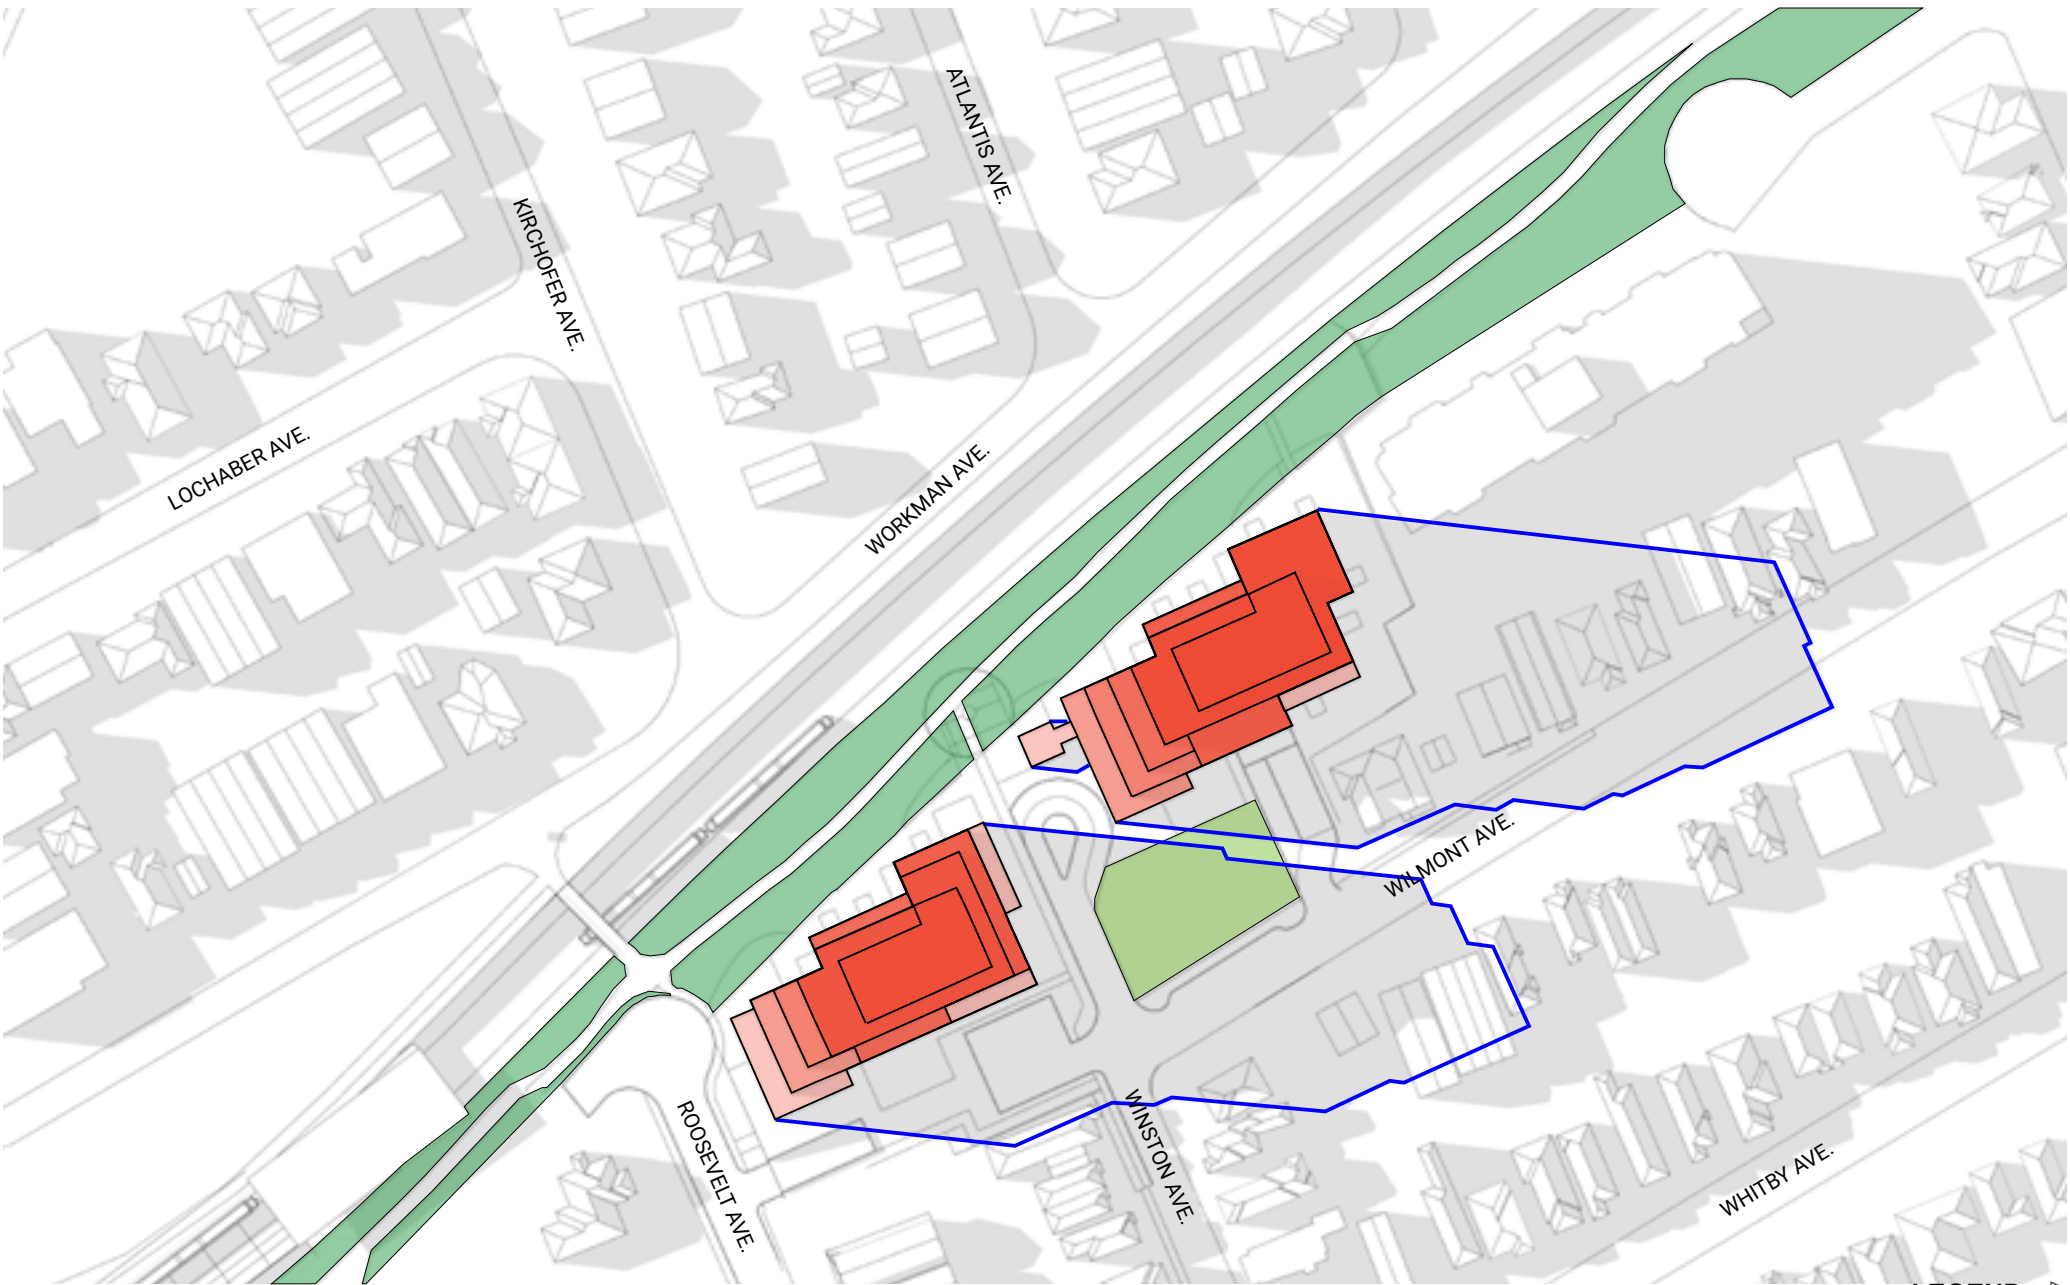 ATLANTIS AVE.
KIRCHOFER AVE.
LOCHABER AVE.
WORKMAN AVE.
WILMONT AVE.
ROOSEVELT AVE.
WINSTON AVE.
WHITBY AVE.